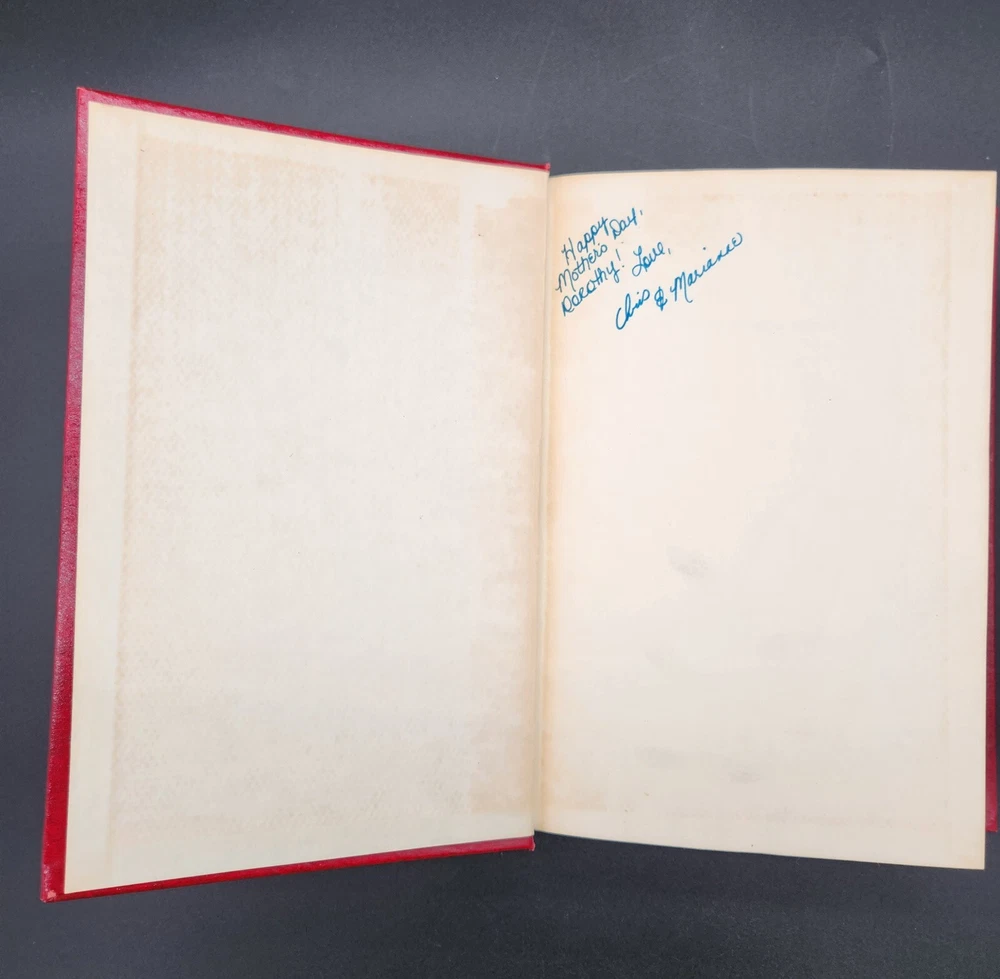 Happy
Mother's Day,
Dorothy! Love,
Chris & Marianne